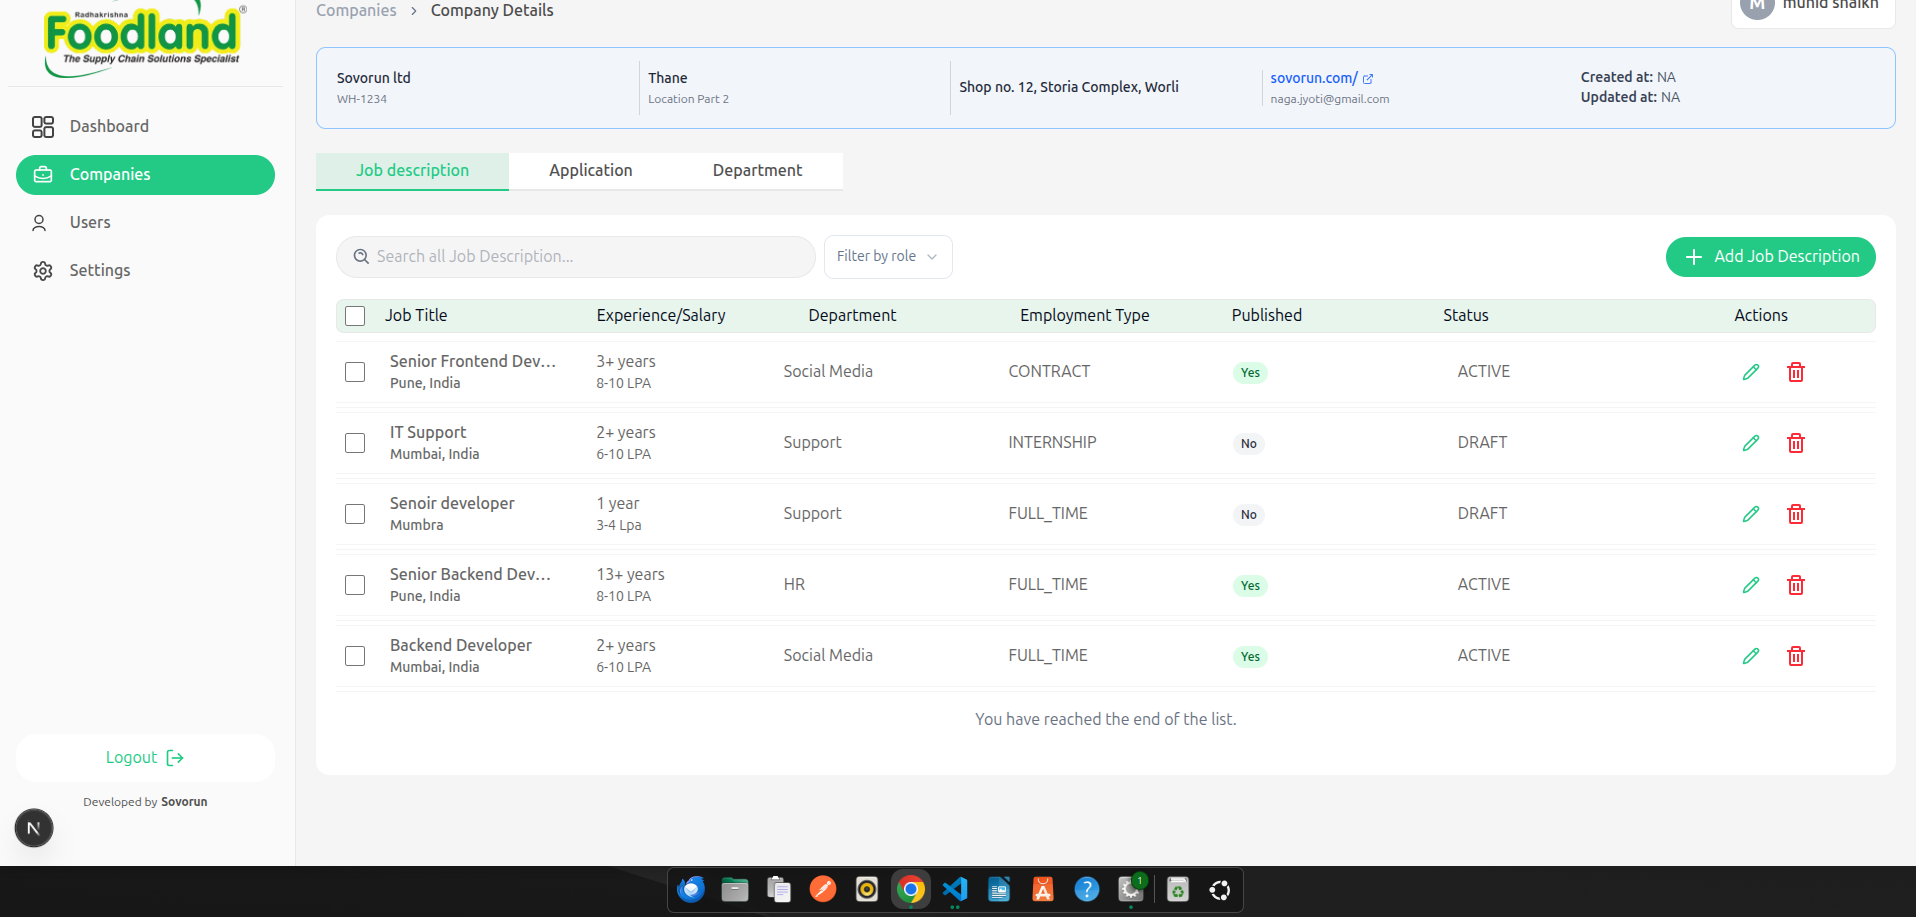 Radhakrishna
Foodland®
The Supply Chain Solutions Specialist
Dashboard
Companies
Users
Settings
Logout
Developed by Sovorun
N
Companies > Company Details
M munid shaikh
Sovorun ltd
WH-1234
Thane
Location Part 2
Shop no. 12, Storia Complex, Worli
sovorun.com/
naga.jyoti@gmail.com
Created at: NA
Updated at: NA
Job description Application Department
Search all Job Description...
Filter by role
+ Add Job Description
Job Title Experience/Salary Department Employment Type Published Status Actions
Senior Frontend Dev... 3+ years Social Media CONTRACT Yes ACTIVE
Pune, India 8-10 LPA
IT Support 2+ years Support INTERNSHIP No DRAFT
Mumbai, India 6-10 LPA
Senoir developer 1 year Support FULL_TIME No DRAFT
Mumbra 3-4 Lpa
Senior Backend Dev... 13+ years HR FULL_TIME Yes ACTIVE
Pune, India 8-10 LPA
Backend Developer 2+ years Social Media FULL_TIME Yes ACTIVE
Mumbai, India 6-10 LPA
You have reached the end of the list.
1